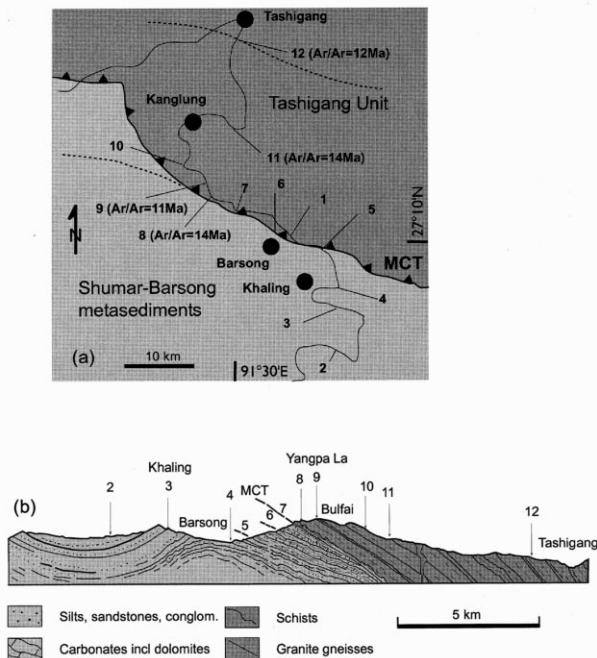 Tashigang
12 (Ar/Ar=12Ma)
Tashigang Unit
Kanglung
11 (Ar/Ar=14Ma)
10
9 (Ar/Ar=11Ma)
7
6
1
5
8 (Ar/Ar=14Ma)
27°10'N
N
Barsong
MCT
Khaling
4
Shumar-Barsong
metasediments
3
(a)
10 km
91°30'E
2
(b)
Khaling
Yangpa La
2
3
4
MCT
8
9
10
11
12
Barsong
5
6
7
Bulfai
Tashigang
Silts, sandstones, conglom.
Schists
5 km
Carbonates incl dolomites
Granite gneisses